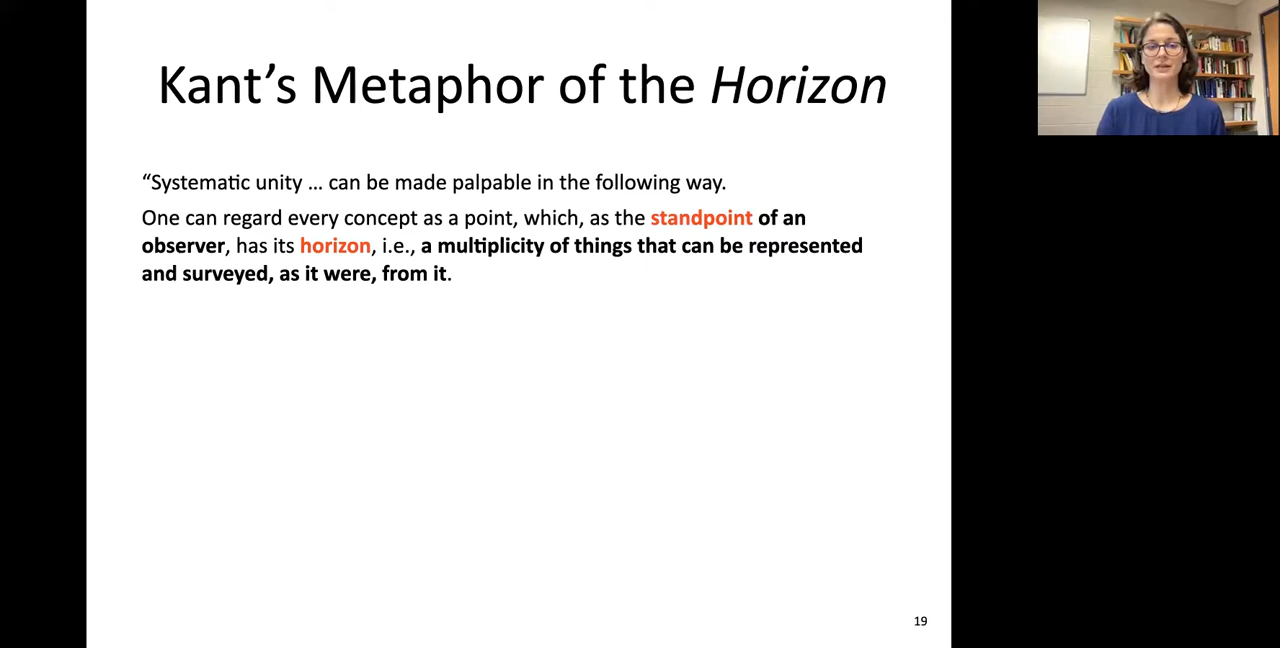 Kant’s Metaphor of the Horizon
“Systematic unity … can be made palpable in the following way.
One can regard every concept as a point, which, as the standpoint of an
observer, has its horizon, i.e., a multiplicity of things that can be represented
and surveyed, as it were, from it.
19